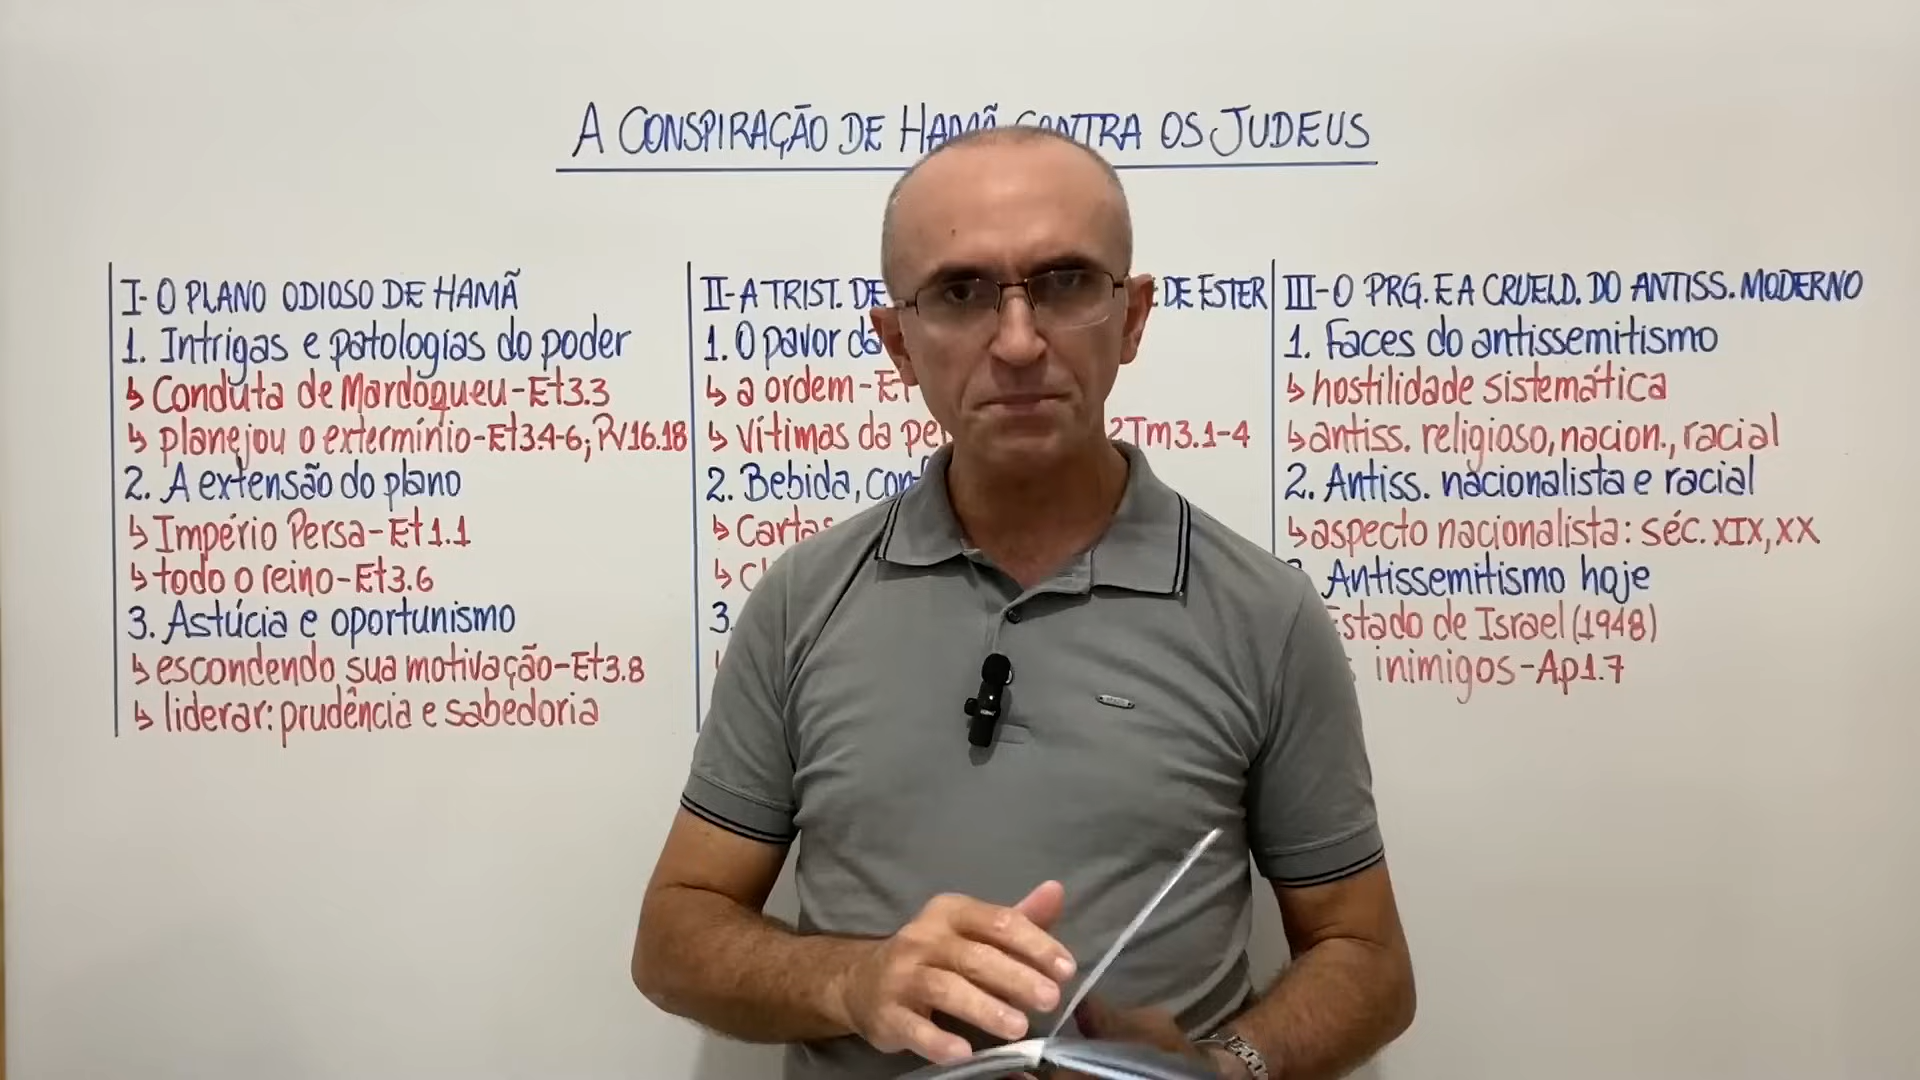 A CONSPIRAÇÃO DE HAMÃ CONTRA OS JUDEUS
I- O PLANO ODIOSO DE HAMÃ
1. Intrigas e patologias do poder
↳ Conduta de Mardoqueu-Et3.3
↳ planejou o extermínio-Et3.4-6; Pv16.18
2. A extensão do plano
↳ Império Persa-Et1.1
↳ todo o reino-Et3.6
3. Astúcia e oportunismo
↳ escondendo sua motivação-Et3.8
↳ liderar: prudência e sabedoria
II- A TRIST. DE DE ESTER
1. O pavor
↳ a ordem-
↳ vítimas da 2Tm3.1-4
2. Bebida,
↳ Cartas
3.
III- O PRG. E A CRUELD. DO ANTISS. MODERNO
1. Faces do antissemitismo
↳ hostilidade sistemática
↳ antiss. religioso, nacion., racial
2. Antiss. nacionalista e racial
↳ aspecto nacionalista: séc. XIX, XX
Antissemitismo hoje
Estado de Israel (1948)
inimigos-Ap1.7